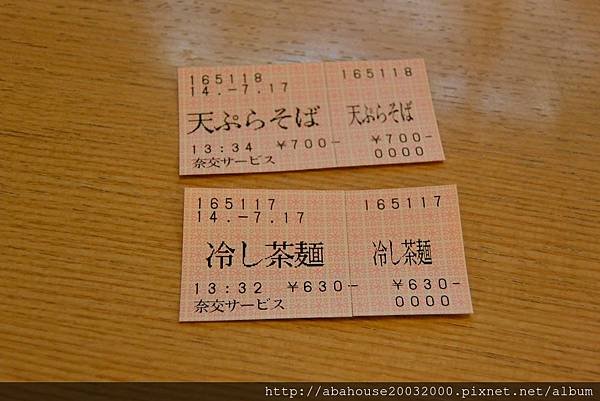 165118
14.-7.17
天ぷらそば
13:34 ¥700-
奈交サービス
165118
天ぷらそば
¥700-
0000
165117
14.-7.17
冷し茶麺
13:32 ¥630-
奈交サービス
165117
冷し茶麺
¥630-
0000
http://abahouse20032000.pixnet.net/album